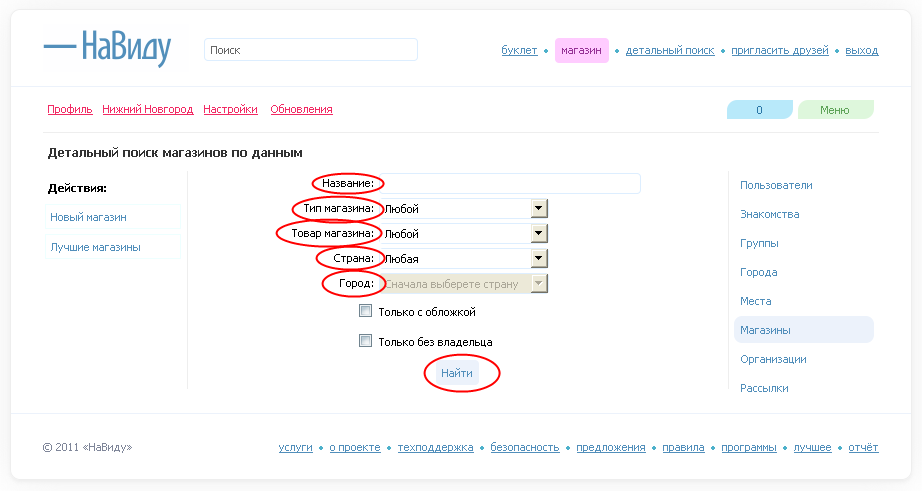 НаВиду
Поиск
буклет • магазин • детальный поиск • пригласить друзей • выход
Профиль Нижний Новгород Настройки Обновления
0 Меню
Детальный поиск магазинов по данным
Действия:
Новый магазин
Лучшие магазины
Название:
Тип магазина: Любой
Товар магазина: Любой
Страна: Любая
Город: Сначала выберете страну
Только с обложкой
Только без владельца
Найти
Пользователи
Знакомства
Группы
Города
Места
Магазины
Организации
Рассылки
© 2011 «НаВиду»
услуги • о проекте • техподдержка • безопасность • предложения • правила • программы • лучшее • отчёт